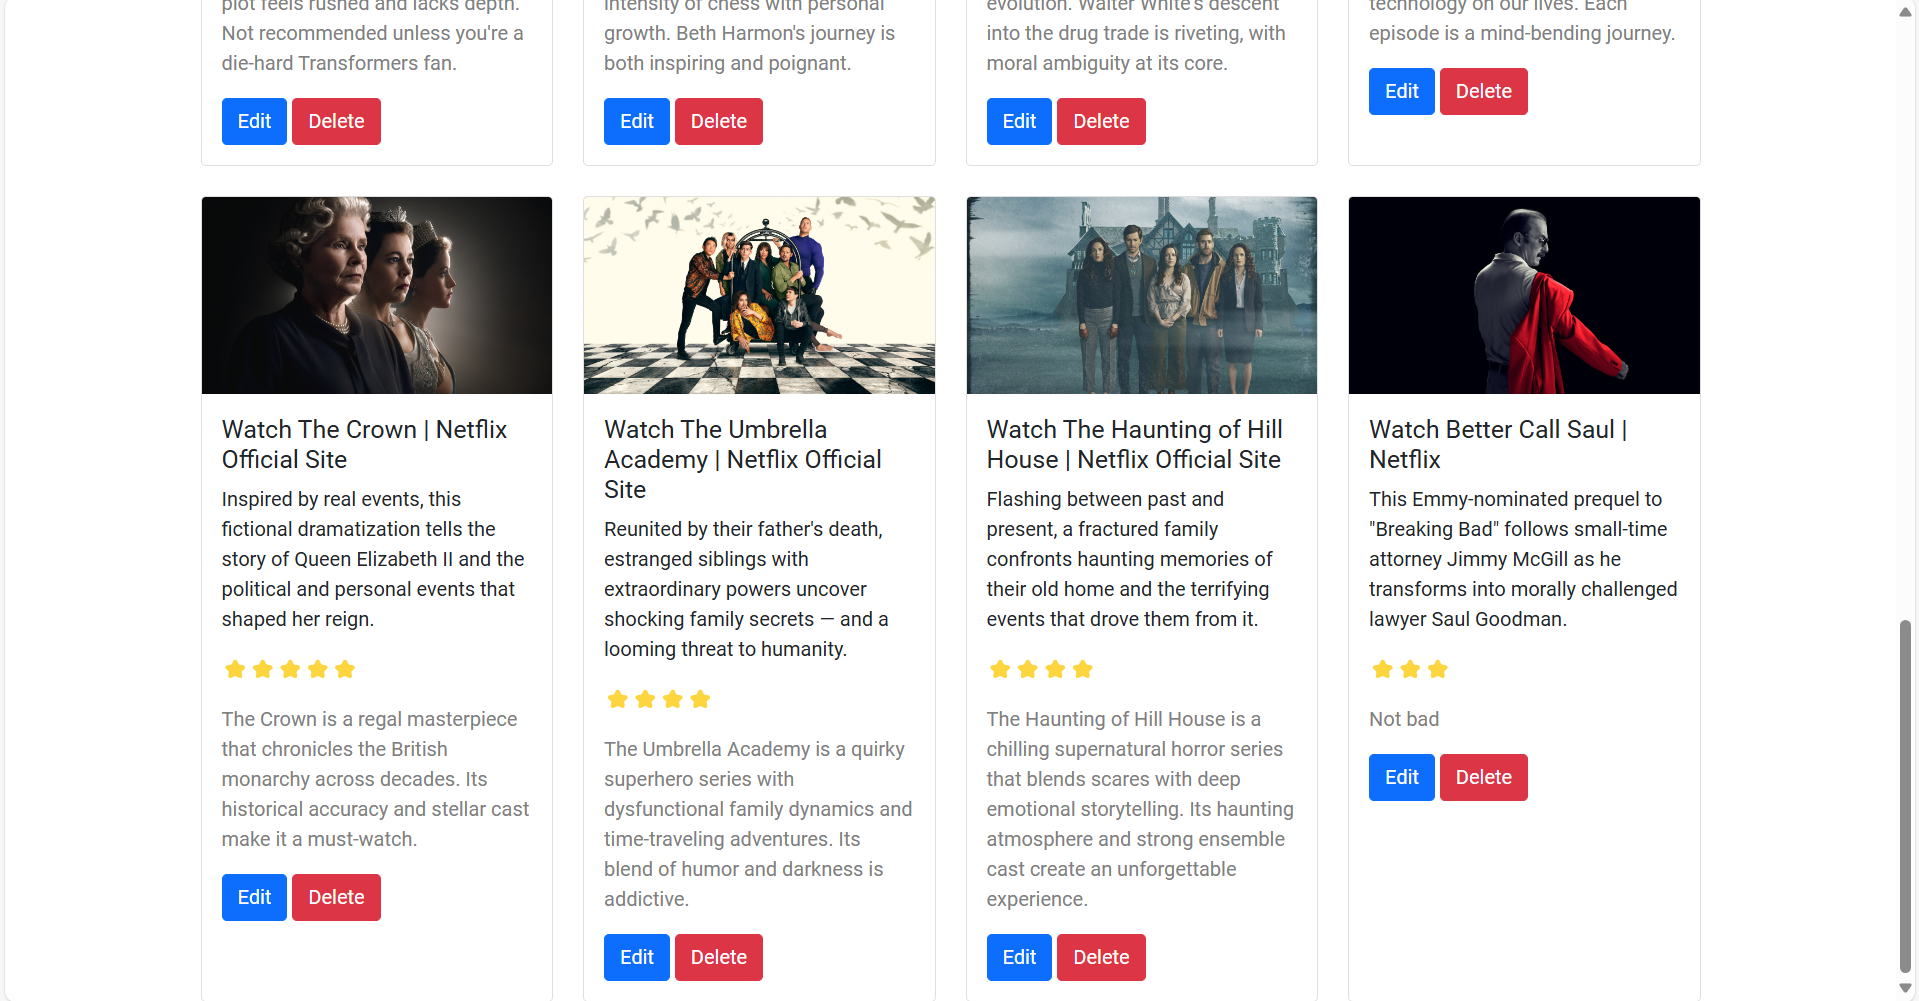 plot feels rushed and lacks depth.
Not recommended unless you're a
die-hard Transformers fan.
Edit Delete
intensity of chess with personal
growth. Beth Harmon's journey is
both inspiring and poignant.
Edit Delete
evolution. Walter White's descent
into the drug trade is riveting, with
moral ambiguity at its core.
Edit Delete
technology on our lives. Each
episode is a mind-bending journey.
Edit Delete
Watch The Crown | Netflix
Official Site
Inspired by real events, this
fictional dramatization tells the
story of Queen Elizabeth II and the
political and personal events that
shaped her reign.
The Crown is a regal masterpiece
that chronicles the British
monarchy across decades. Its
historical accuracy and stellar cast
make it a must-watch.
Edit Delete
Watch The Umbrella
Academy | Netflix Official
Site
Reunited by their father's death,
estranged siblings with
extraordinary powers uncover
shocking family secrets — and a
looming threat to humanity.
The Umbrella Academy is a quirky
superhero series with
dysfunctional family dynamics and
time-traveling adventures. Its
blend of humor and darkness is
addictive.
Edit Delete
Watch The Haunting of Hill
House | Netflix Official Site
Flashing between past and
present, a fractured family
confronts haunting memories of
their old home and the terrifying
events that drove them from it.
The Haunting of Hill House is a
chilling supernatural horror series
that blends scares with deep
emotional storytelling. Its haunting
atmosphere and strong ensemble
cast create an unforgettable
experience.
Edit Delete
Watch Better Call Saul |
Netflix
This Emmy-nominated prequel to
"Breaking Bad" follows small-time
attorney Jimmy McGill as he
transforms into morally challenged
lawyer Saul Goodman.
Not bad
Edit Delete